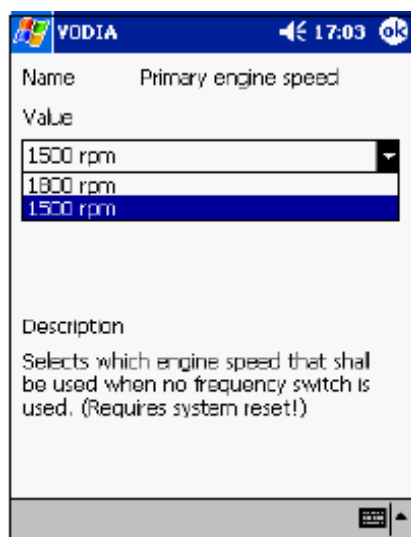 VODIA 17:03 ok
Name Primary engine speed
Value
1500 rpm
1800 rpm
1500 rpm
Description
Selects which engine speed that shall
be used when no frequency switch is
used. (Requires system reset!)